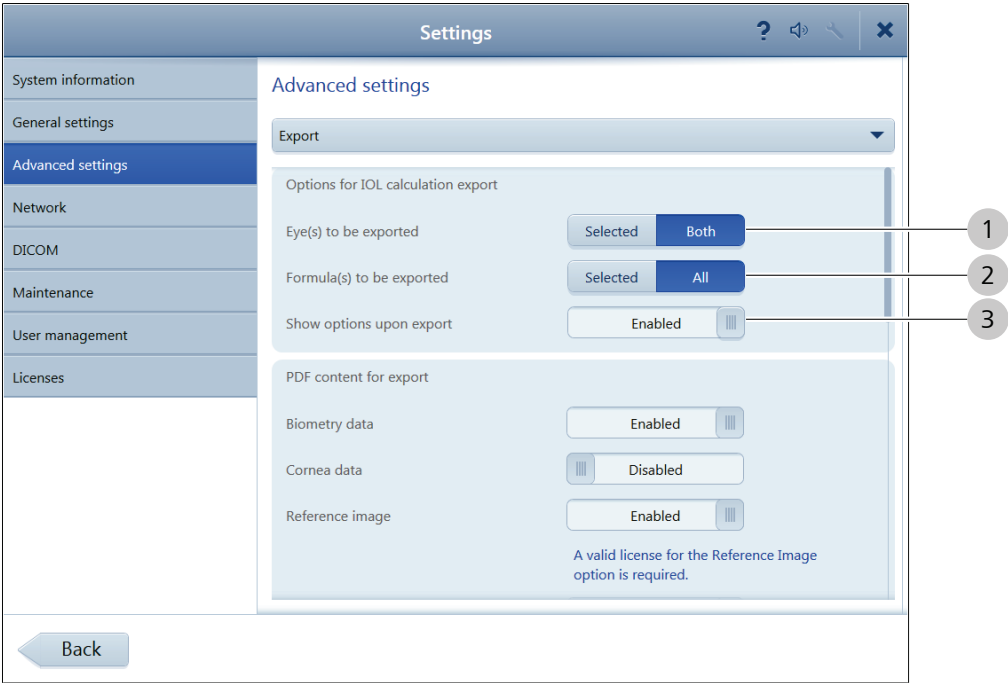 Settings
?
System information
General settings
Advanced settings
Network
DICOM
Maintenance
User management
Licenses
Advanced settings
Export
Options for IOL calculation export
Eye(s) to be exported Selected Both 1
Formula(s) to be exported Selected All 2
Show options upon export Enabled 3
PDF content for export
Biometry data Enabled
Cornea data Disabled
Reference image Enabled
A valid license for the Reference Image
option is required.
Back